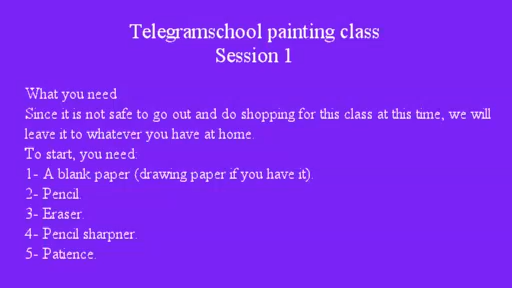 Telegramschool painting class
Session 1
What you need
Since it is not safe to go out and do shopping for this class at this time, we will
leave it to whatever you have at home.
To start, you need:
1- A blank paper (drawing paper if you have it).
2- Pencil.
3- Eraser.
4- Pencil sharpner.
5- Patience.